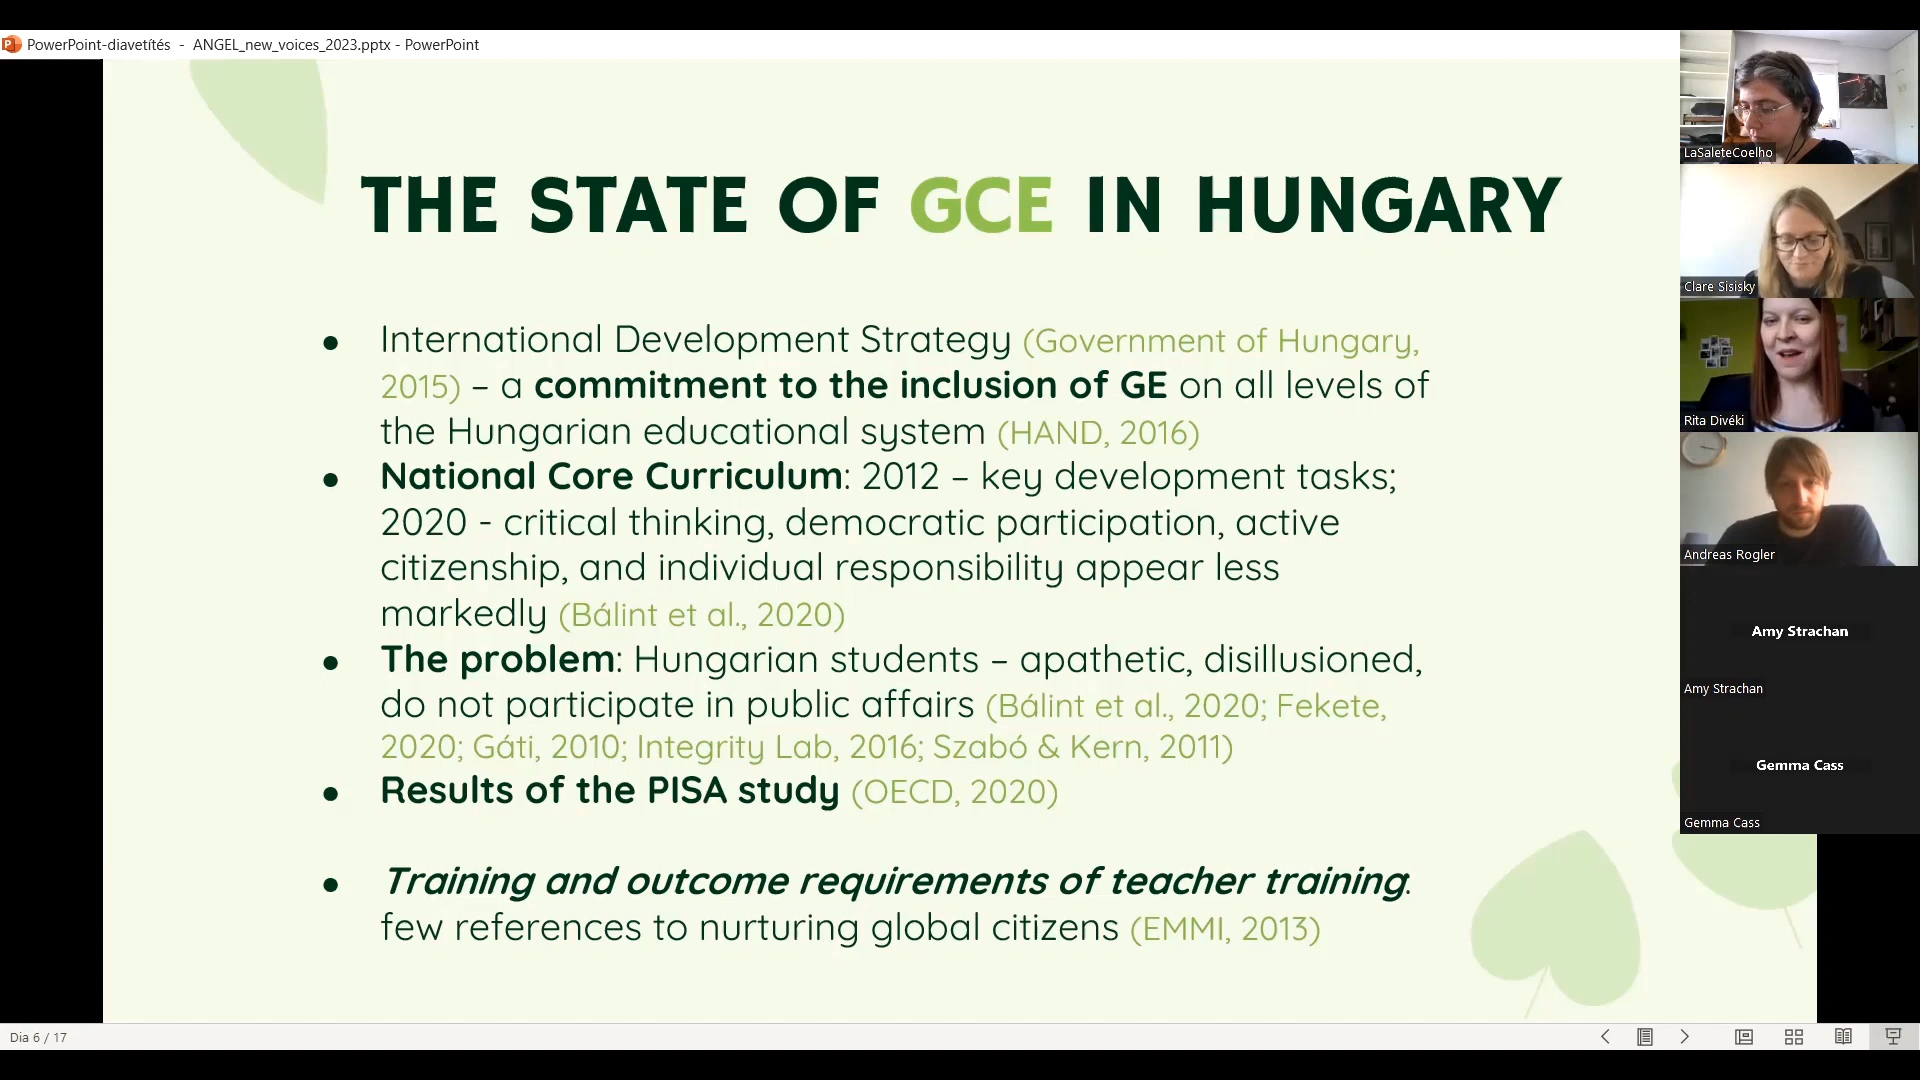 PowerPoint-diavetítés - ANGEL_new_voices_2023.pptx - PowerPoint
THE STATE OF GCE IN HUNGARY
● International Development Strategy (Government of Hungary,
2015) – a commitment to the inclusion of GE on all levels of
the Hungarian educational system (HAND, 2016)
● National Core Curriculum: 2012 – key development tasks;
2020 - critical thinking, democratic participation, active
citizenship, and individual responsibility appear less
markedly (Bálint et al., 2020)
● The problem: Hungarian students – apathetic, disillusioned,
do not participate in public affairs (Bálint et al., 2020; Fekete,
2020; Gáti, 2010; Integrity Lab, 2016; Szabó & Kern, 2011)
● Results of the PISA study (OECD, 2020)
● Training and outcome requirements of teacher training:
few references to nurturing global citizens (EMMI, 2013)
LaSaleteCoelho
Clare Sisisky
Rita Divéki
Andreas Rogler
Amy Strachan
Amy Strachan
Gemma Cass
Gemma Cass
Dia 6 / 17